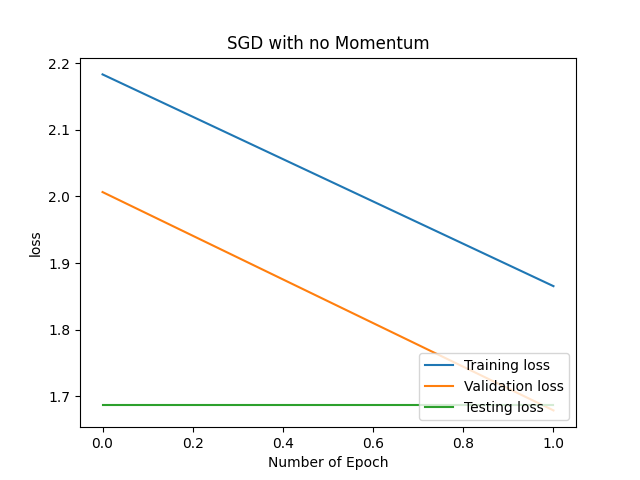 SGD with no Momentum
2.2
2.1
2.0
1.9
1.8
1.7
loss
0.0 0.2 0.4 0.6 0.8 1.0
Number of Epoch
Training loss
Validation loss
Testing loss